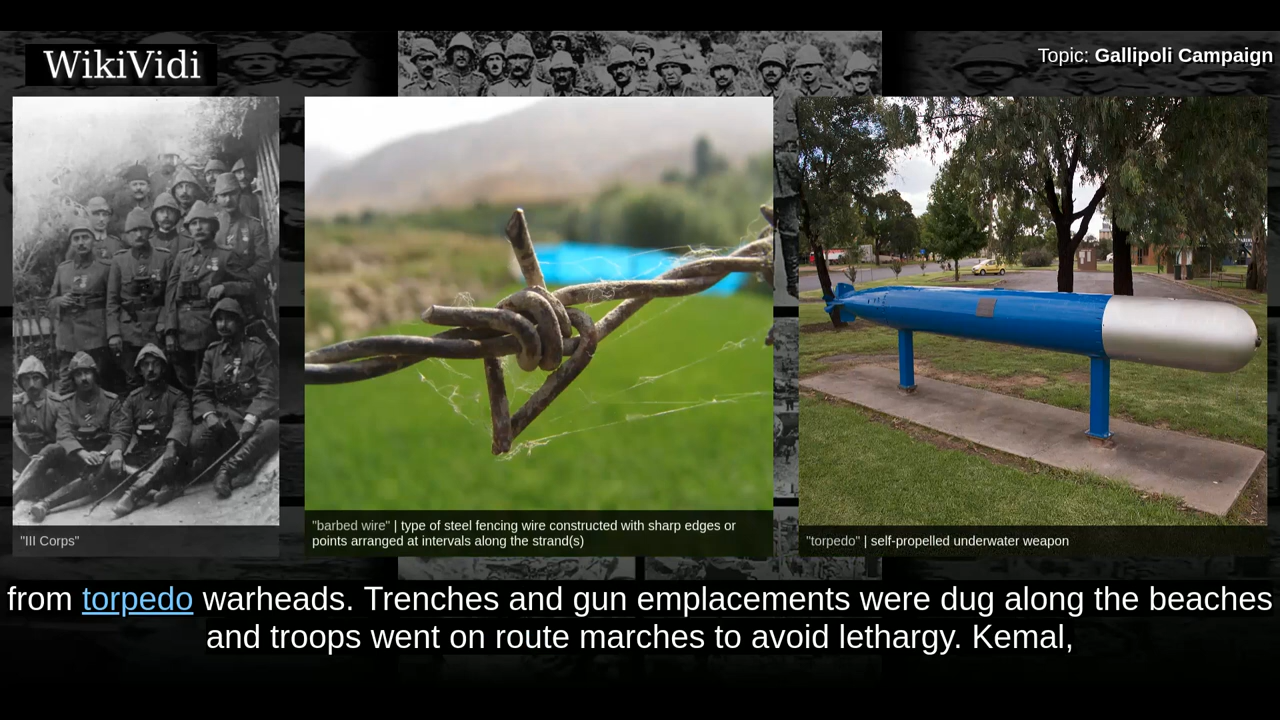 WikiVidi
Topic: Gallipoli Campaign
"III Corps"
"barbed wire" | type of steel fencing wire constructed with sharp edges or
points arranged at intervals along the strand(s)
"torpedo" | self-propelled underwater weapon
from torpedo warheads. Trenches and gun emplacements were dug along the beaches
and troops went on route marches to avoid lethargy. Kemal,